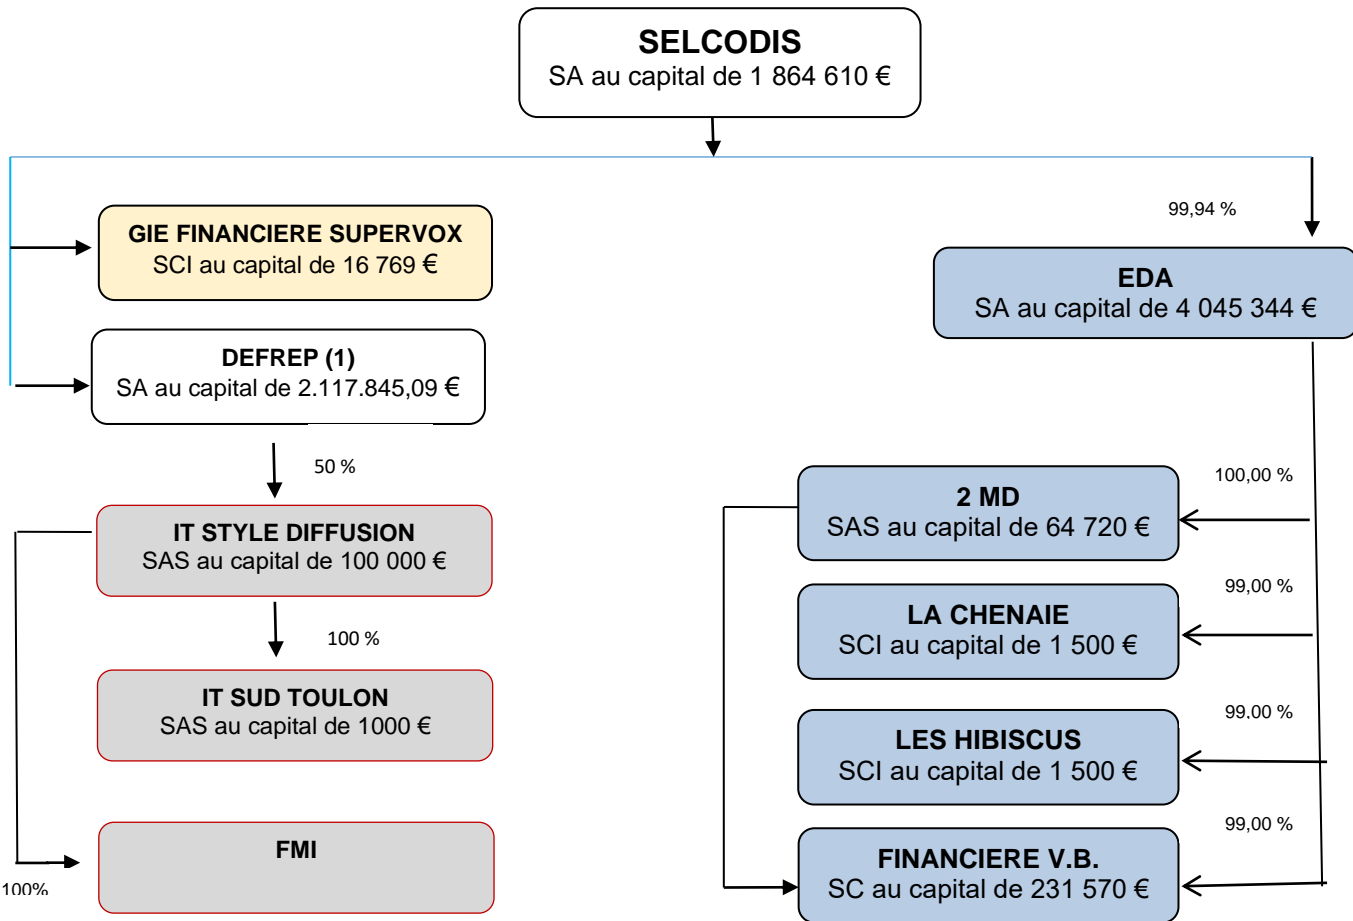 SELCODIS
SA au capital de 1 864 610 €
99,94 %
GIE FINANCIERE SUPERVOX
SCI au capital de 16 769 €
EDA
SA au capital de 4 045 344 €
DEFREP (1)
SA au capital de 2.117.845,09 €
50 %
IT STYLE DIFFUSION
SAS au capital de 100 000 €
100 %
IT SUD TOULON
SAS au capital de 1000 €
FMI
100%
100,00 %
2 MD
SAS au capital de 64 720 €
99,00 %
LA CHENAIE
SCI au capital de 1 500 €
99,00 %
LES HIBISCUS
SCI au capital de 1 500 €
99,00 %
FINANCIERE V.B.
SC au capital de 231 570 €